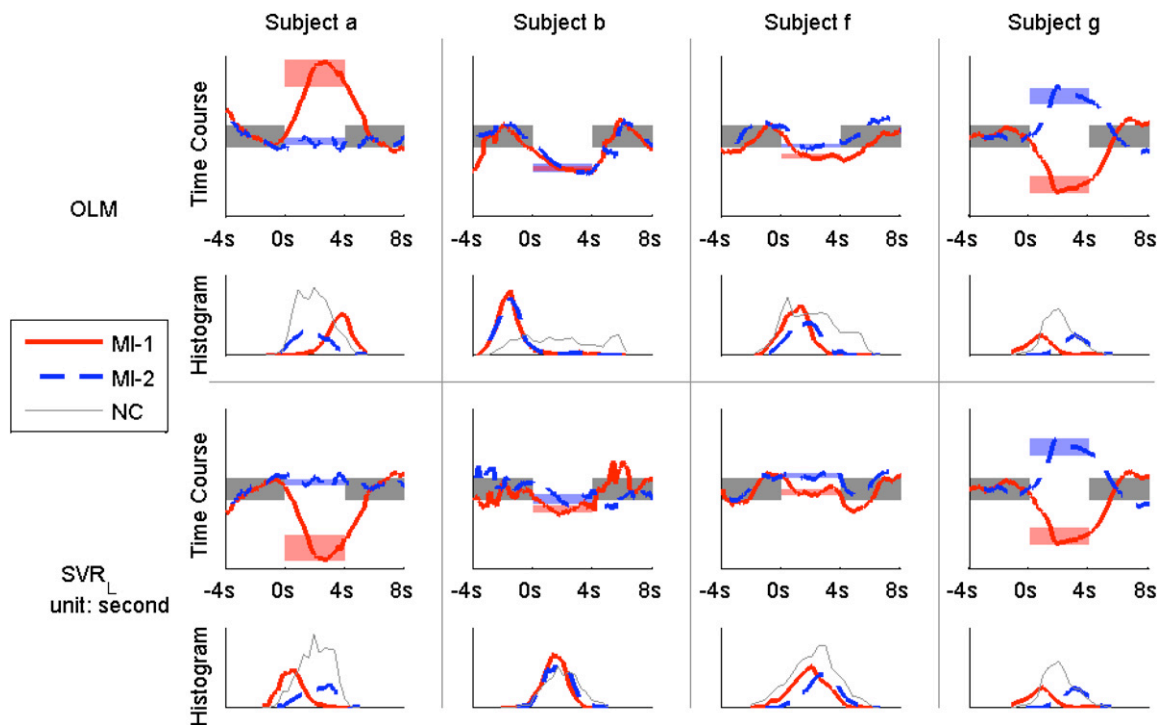 Subject a Subject b Subject f Subject g
Time Course
OLM
-4s 0s 4s 8s -4s 0s 4s 8s -4s 0s 4s 8s -4s 0s 4s 8s
Histogram
MI-1
MI-2
NC
Time Course
SVR_L
unit: second
-4s 0s 4s 8s -4s 0s 4s 8s -4s 0s 4s 8s -4s 0s 4s 8s
Histogram